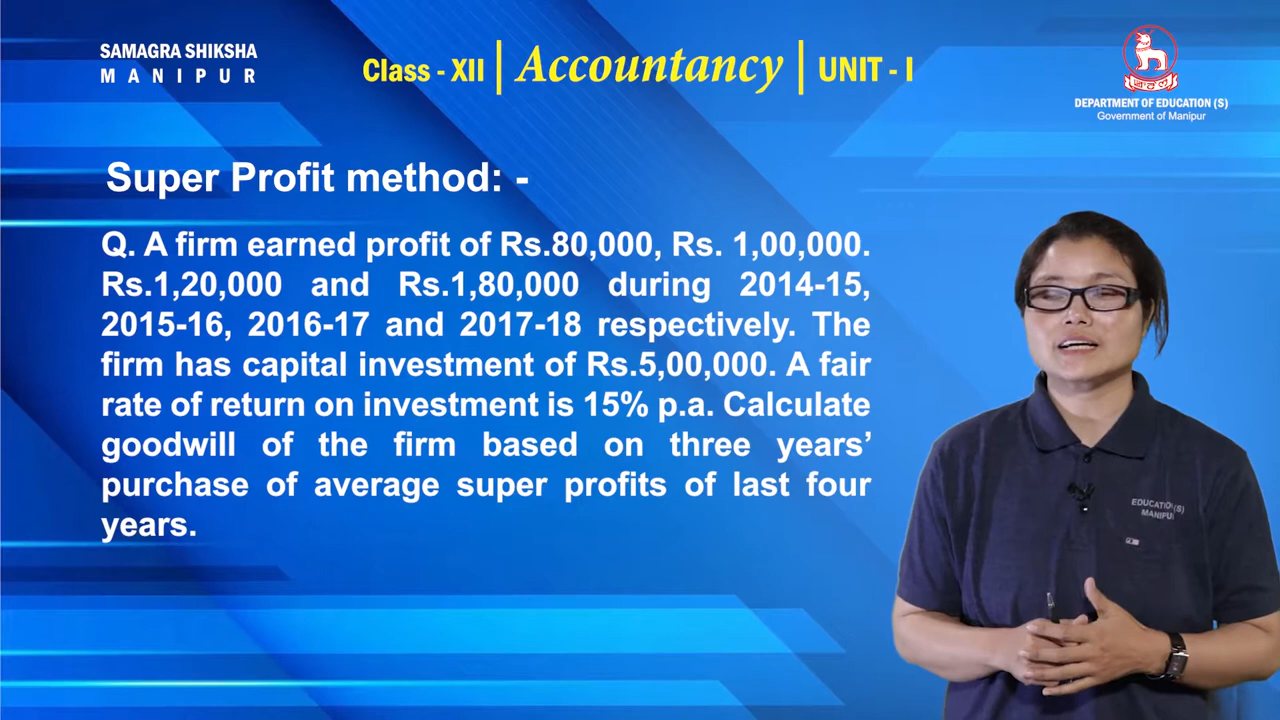 SAMAGRA SHIKSHA
MANIPUR
Class - XII | Accountancy | UNIT - I
DEPARTMENT OF EDUCATION (S)
Government of Manipur
Super Profit method: -
Q. A firm earned profit of Rs.80,000, Rs. 1,00,000.
Rs.1,20,000 and Rs.1,80,000 during 2014-15,
2015-16, 2016-17 and 2017-18 respectively. The
firm has capital investment of Rs.5,00,000. A fair
rate of return on investment is 15% p.a. Calculate
goodwill of the firm based on three years’
purchase of average super profits of last four
years.
EDUCATION (S)
MANIPUR